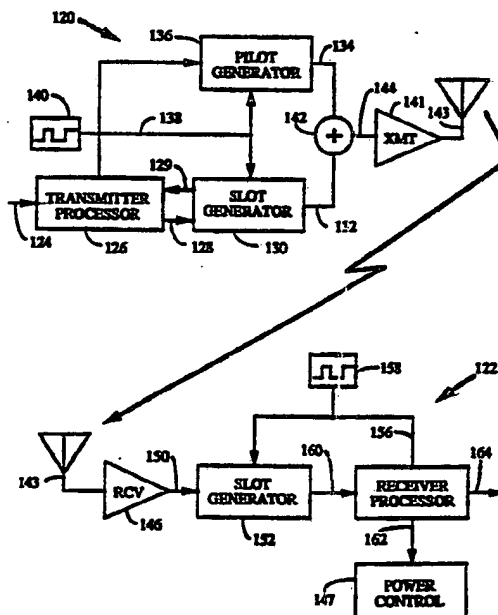 120
136
PILOT
GENERATOR
134
140
138
142
+
144
141
XMT
143
129
TRANSMITTER
PROCESSOR
SLOT
GENERATOR
124
126
128
130
132
158
122
143
150
RCV
146
SLOT
GENERATOR
152
160
156
RECEIVER
PROCESSOR
164
162
147
POWER
CONTROL